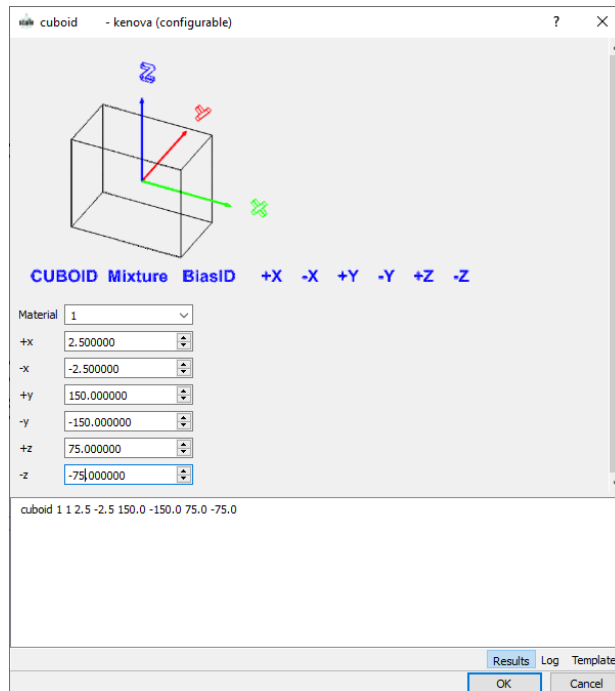 scale cuboid - kenova (configurable) ? X
Z
Y
X
CUBOID Mixture BiasID +X -X +Y -Y +Z -Z
Material 1
+x 2.500000
-x -2.500000
+y 150.000000
-y -150.000000
+z 75.000000
-z -75.000000
cuboid 1 1 2.5 -2.5 150.0 -150.0 75.0 -75.0
Results Log Template
OK Cancel